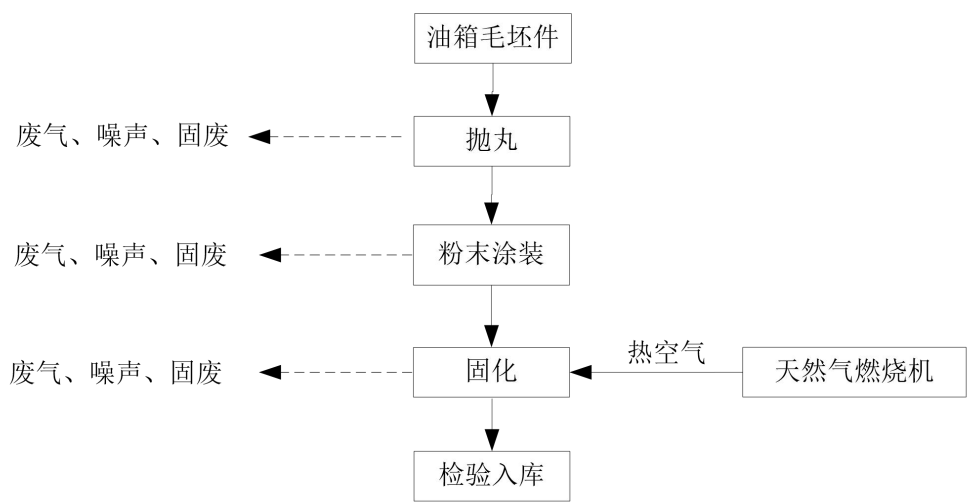 油箱毛坯件
废气、噪声、固废
抛丸
废气、噪声、固废
粉末涂装
热空气
废气、噪声、固废
固化
天然气燃烧机
检验入库